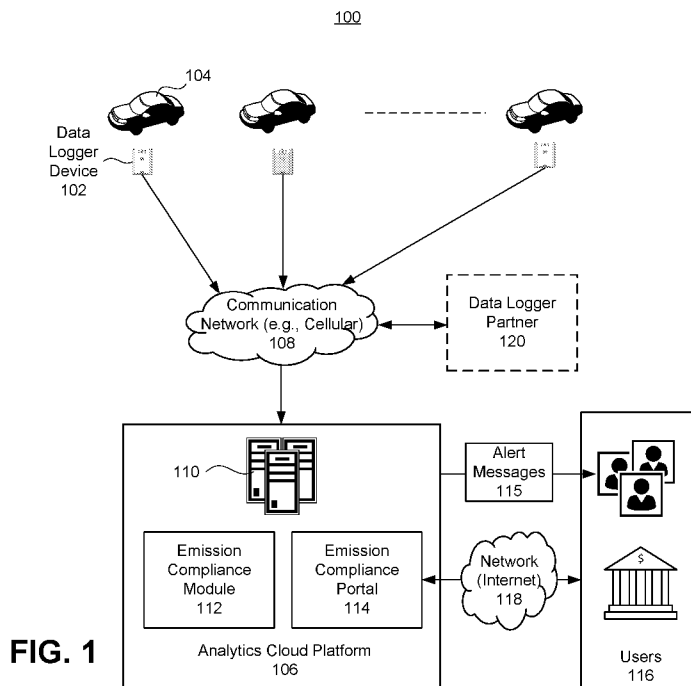 100
104
Data
Logger
Device
102
Communication
Network (e.g., Cellular)
108
Data Logger
Partner
120
110
Alert
Messages
115
Emission
Compliance
Module
112
Emission
Compliance
Portal
114
Network
(Internet)
118
$
Analytics Cloud Platform
106
Users
116
FIG. 1